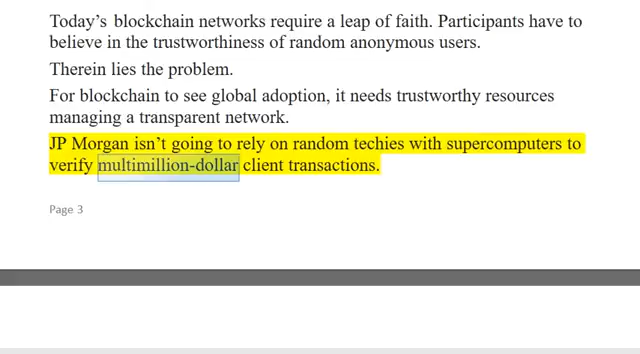 Today’s blockchain networks require a leap of faith. Participants have to
believe in the trustworthiness of random anonymous users.
Therein lies the problem.
For blockchain to see global adoption, it needs trustworthy resources
managing a transparent network.
JP Morgan isn’t going to rely on random techies with supercomputers to
verify multimillion-dollar client transactions.
Page 3